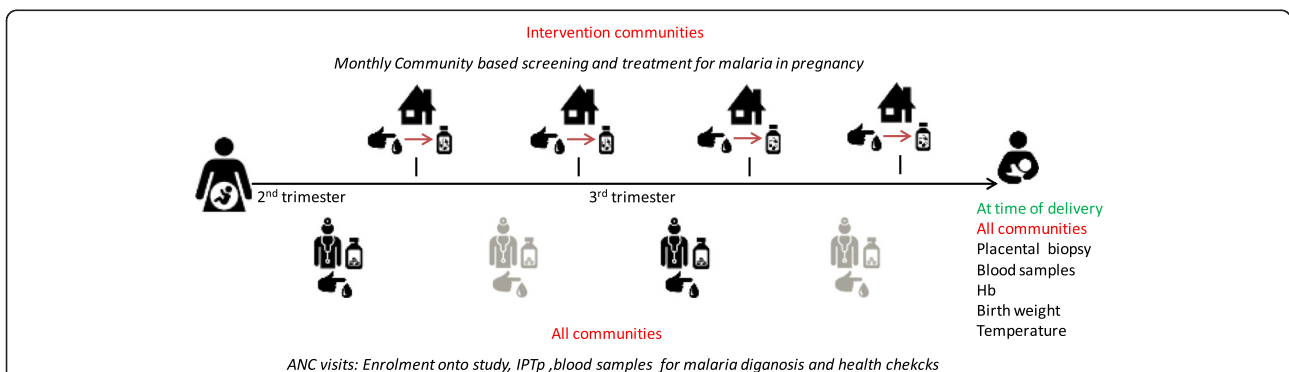 Intervention communities
Monthly Community based screening and treatment for malaria in pregnancy
2nd trimester
3rd trimester
At time of delivery
All communities
Placental biopsy
Blood samples
Hb
Birth weight
Temperature
All communities
ANC visits: Enrolment onto study, IPTp ,blood samples for malaria diganosis and health chekcks